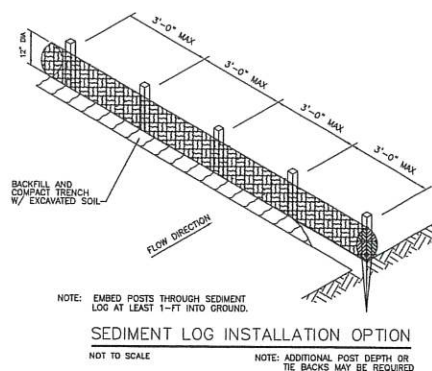 3'-0" MAX
3'-0" MAX
3'-0" MAX
3'-0" MAX
12" DIA
BACKFILL AND
COMPACT TRENCH
W/ EXCAVATED SOIL
FLOW DIRECTION
NOTE: EMBED POSTS THROUGH SEDIMENT
LOG AT LEAST 1-FT INTO GROUND.
SEDIMENT LOG INSTALLATION OPTION
NOT TO SCALE
NOTE: ADDITIONAL POST DEPTH OR
TIE BACKS MAY BE REQUIRED